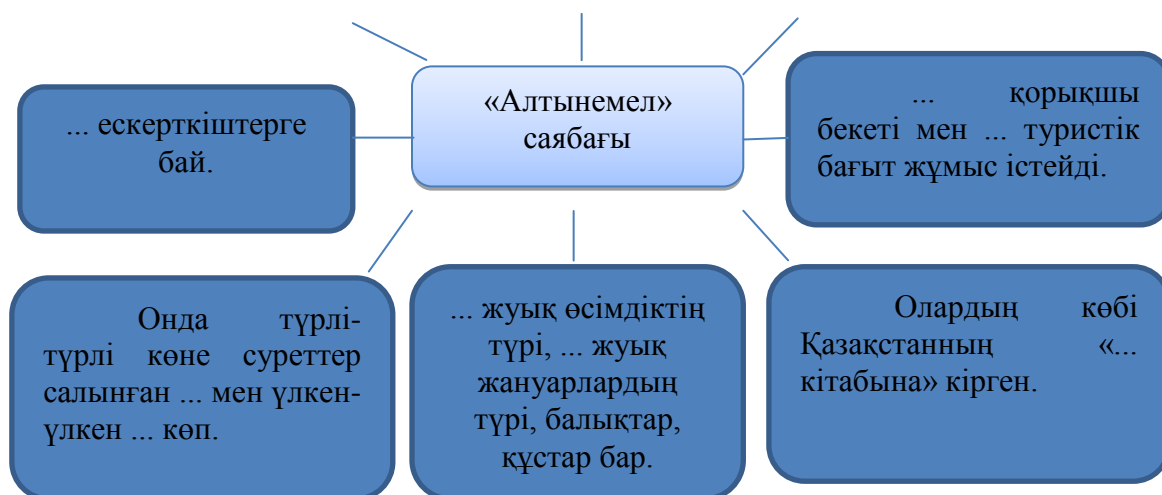 «Алтынемел»
саябағы
... ескерткіштерге
бай.
... қорықшы
бекеті мен ... туристік
бағыт жұмыс істейді.
Онда түрлі-
түрлі көне суреттер
салынған ... мен үлкен-
үлкен ... көп.
... жуық өсімдіктің
түрі, ... жуық
жануарлардың
түрі, балықтар,
құстар бар.
Олардың көбі
Қазақстанның «...
кітабына» кірген.